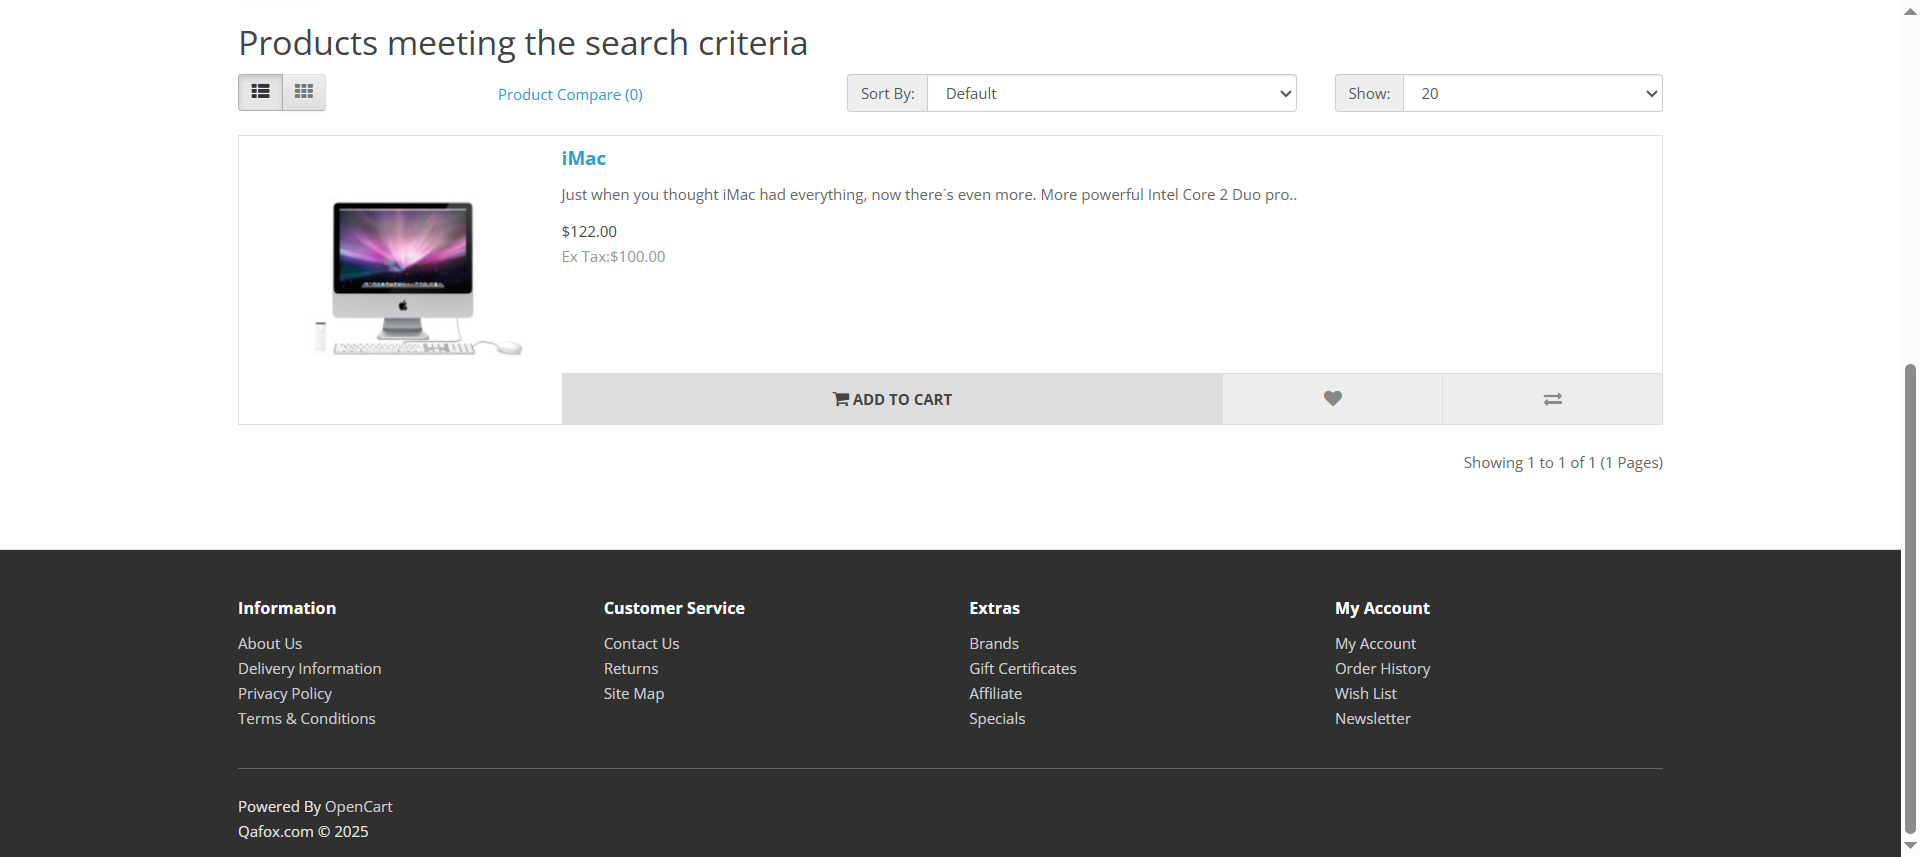 Products meeting the search criteria
Product Compare (0)
Sort By: Default
Show: 20
iMac
Just when you thought iMac had everything, now there´s even more. More powerful Intel Core 2 Duo pro..
$122.00
Ex Tax:$100.00
ADD TO CART
Showing 1 to 1 of 1 (1 Pages)
Information
About Us
Delivery Information
Privacy Policy
Terms & Conditions
Customer Service
Contact Us
Returns
Site Map
Extras
Brands
Gift Certificates
Affiliate
Specials
My Account
My Account
Order History
Wish List
Newsletter
Powered By OpenCart
Qafox.com © 2025